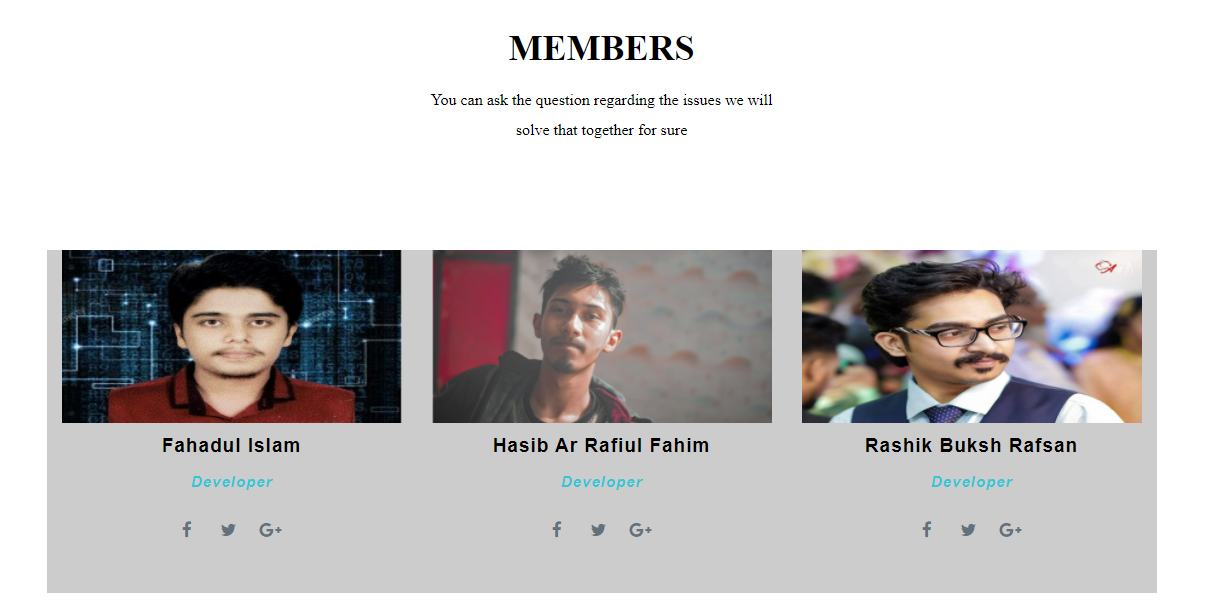 MEMBERS
You can ask the question regarding the issues we will
solve that together for sure
Fahadul Islam
Hasib Ar Rafiul Fahim
Rashik Buksh Rafsan
Developer
Developer
Developer
G+
G+
G+